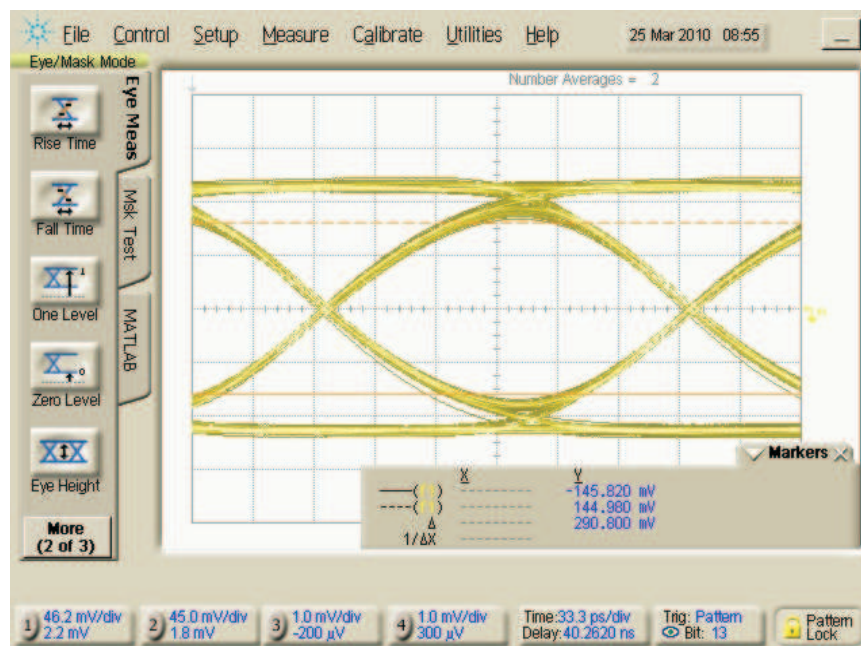 File Control Setup Measure Calibrate Utilities Help 25 Mar 2010 08:55
Eye/Mask Mode
Number Averages = 2
Eye Meas
Msk Test
MATLAB
Rise Time
Fall Time
One Level
Zero Level
Eye Height
More
(2 of 3)
Markers
X Y
-145.820 mV
144.980 mV
Δ 290.800 mV
1/ΔX
1 46.2 mV/div
2.2 mV
2 45.0 mV/div
1.8 mV
3 1.0 mV/div
-200 µV
4 1.0 mV/div
300 µV
Time:33.3 ps/div
Delay:40.2620 ns
Trig: Pattern
Bit: 13
Pattern
Lock